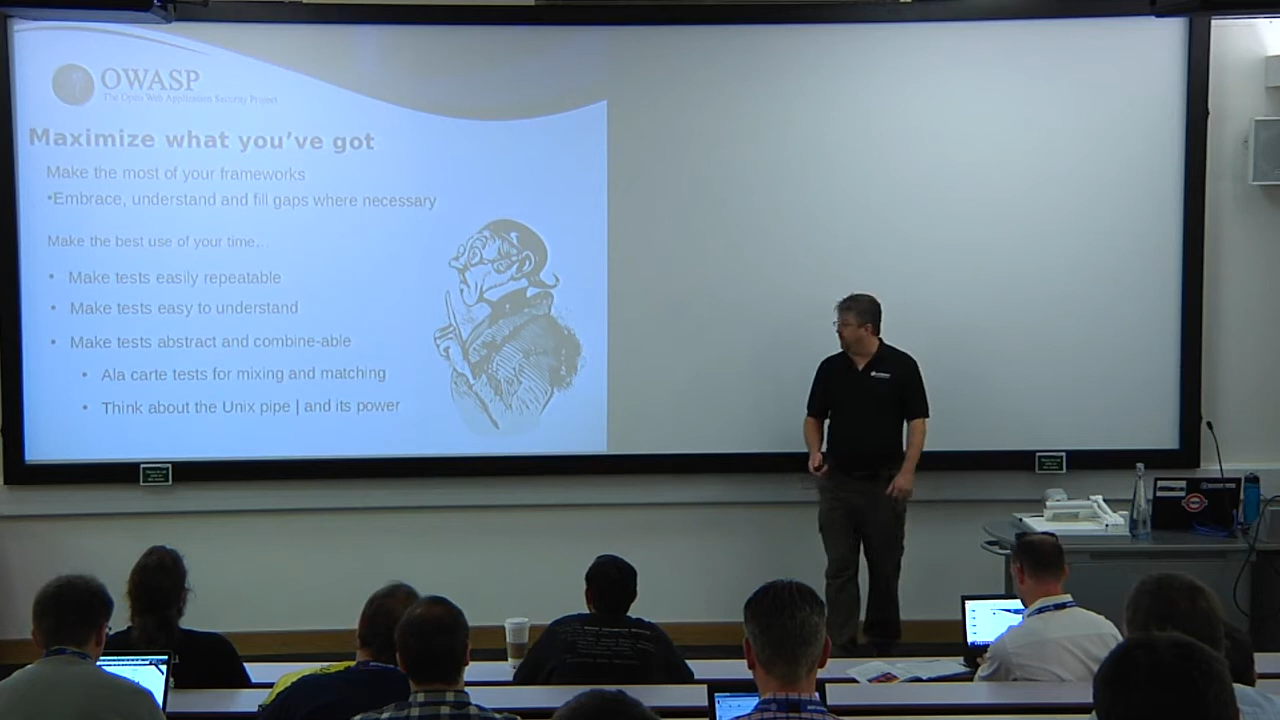 OWASP
The Open Web Application Security Project
Maximize what you've got
Make the most of your frameworks
•Embrace, understand and fill gaps where necessary
Make the best use of your time...
• Make tests easily repeatable
• Make tests easy to understand
• Make tests abstract and combine-able
• Ala carte tests for mixing and matching
• Think about the Unix pipe | and its power